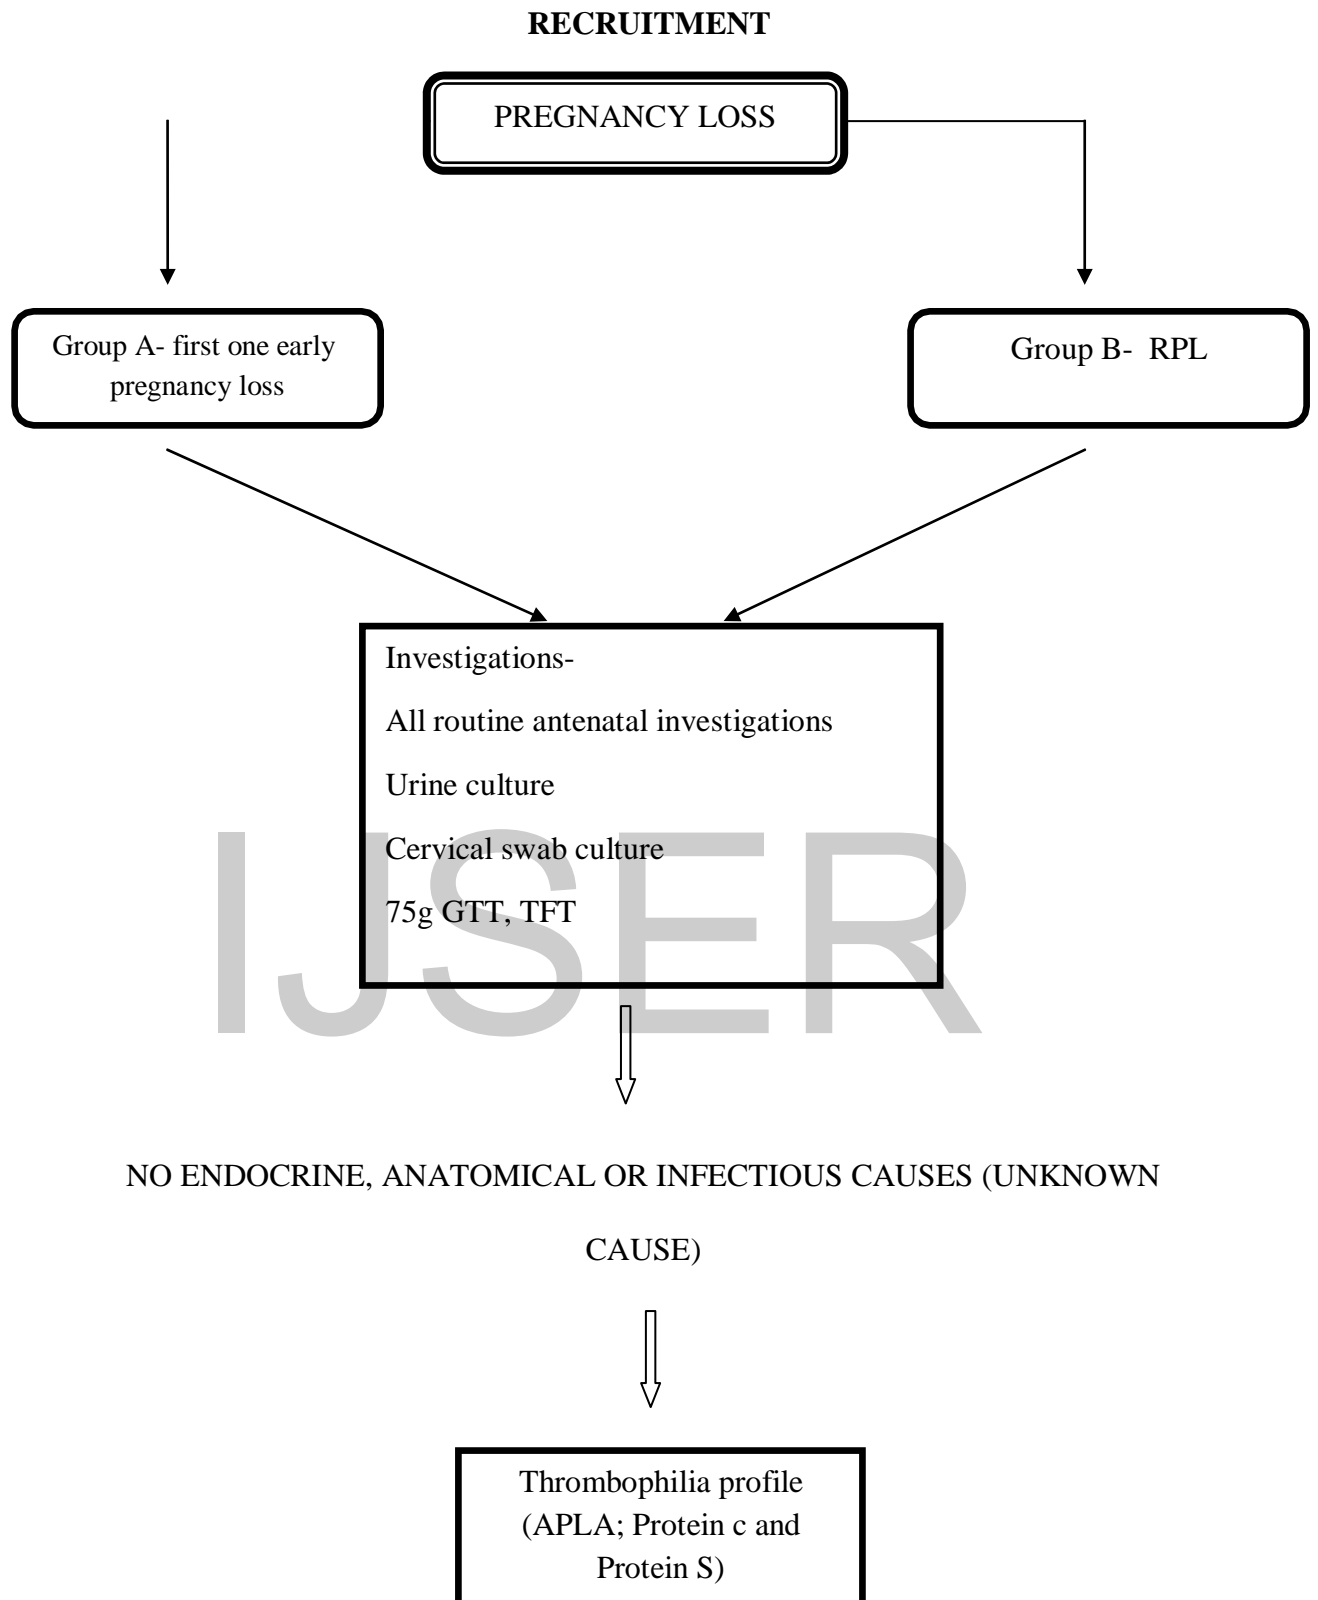 RECRUITMENT
PREGNANCY LOSS
Group A- first one early
pregnancy loss
Group B- RPL
Investigations-
All routine antenatal investigations
Urine culture
Cervical swab culture
75g GTT, TFT
IJSER
NO ENDOCRINE, ANATOMICAL OR INFECTIOUS CAUSES (UNKNOWN
CAUSE)
Thrombophilia profile
(APLA; Protein c and
Protein S)